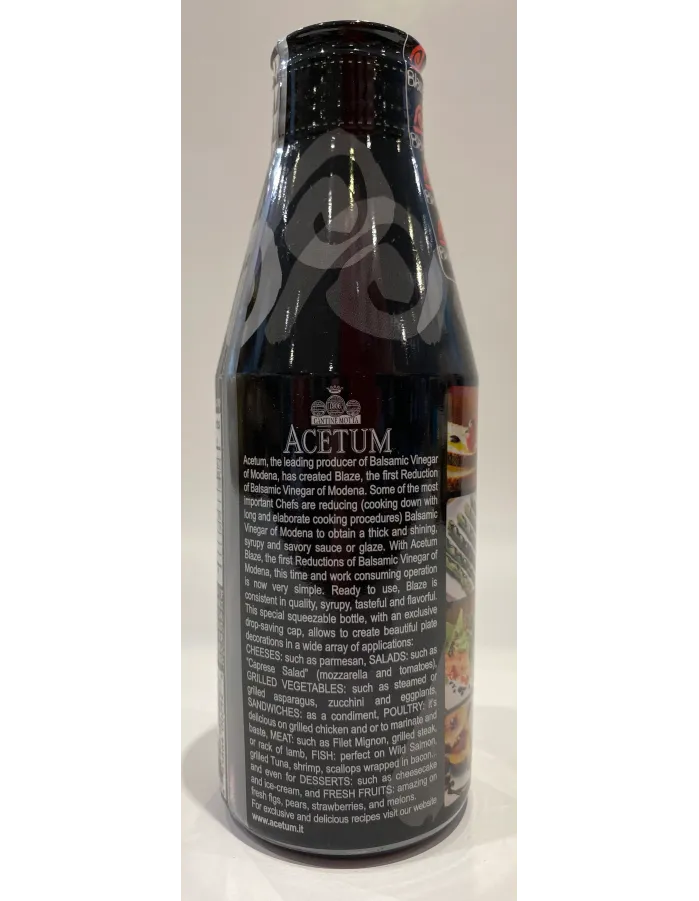 CANTINE MOTTA
ACETUM
Acetum, the leading producer of Balsamic Vinegar
of Modena, has created Blaze, the first Reduction
of Balsamic Vinegar of Modena. Some of the most
important Chefs are reducing (cooking down with
long and elaborate cooking procedures) Balsamic
Vinegar of Modena to obtain a thick and shining,
syrupy and savory sauce or glaze. With Acetum
Blaze, the first Reductions of Balsamic Vinegar of
Modena, this time and work consuming operation
is now very simple. Ready to use, Blaze is
consistent in quality, syrupy, tasteful and flavorful.
This special squeezable bottle, with an exclusive
drop-saving cap, allows to create beautiful plate
decorations in a wide array of applications:
CHEESES: such as parmesan, SALADS: such as
"Caprese Salad" (mozzarella and tomatoes),
GRILLED VEGETABLES: such as steamed or
grilled asparagus, zucchini and eggplants,
SANDWICHES: as a condiment, POULTRY: it's
delicious on grilled chicken and or to marinate and
baste, MEAT: such as Filet Mignon, grilled steak,
or rack of lamb, FISH: perfect on Wild Salmon,
grilled Tuna, shrimp, scallops wrapped in bacon..
and even for DESSERTS: such as cheesecake
and ice-cream, and FRESH FRUITS: amazing on
fresh figs, pears, strawberries, and melons.
For exclusive and delicious recipes visit our website
www.acetum.it